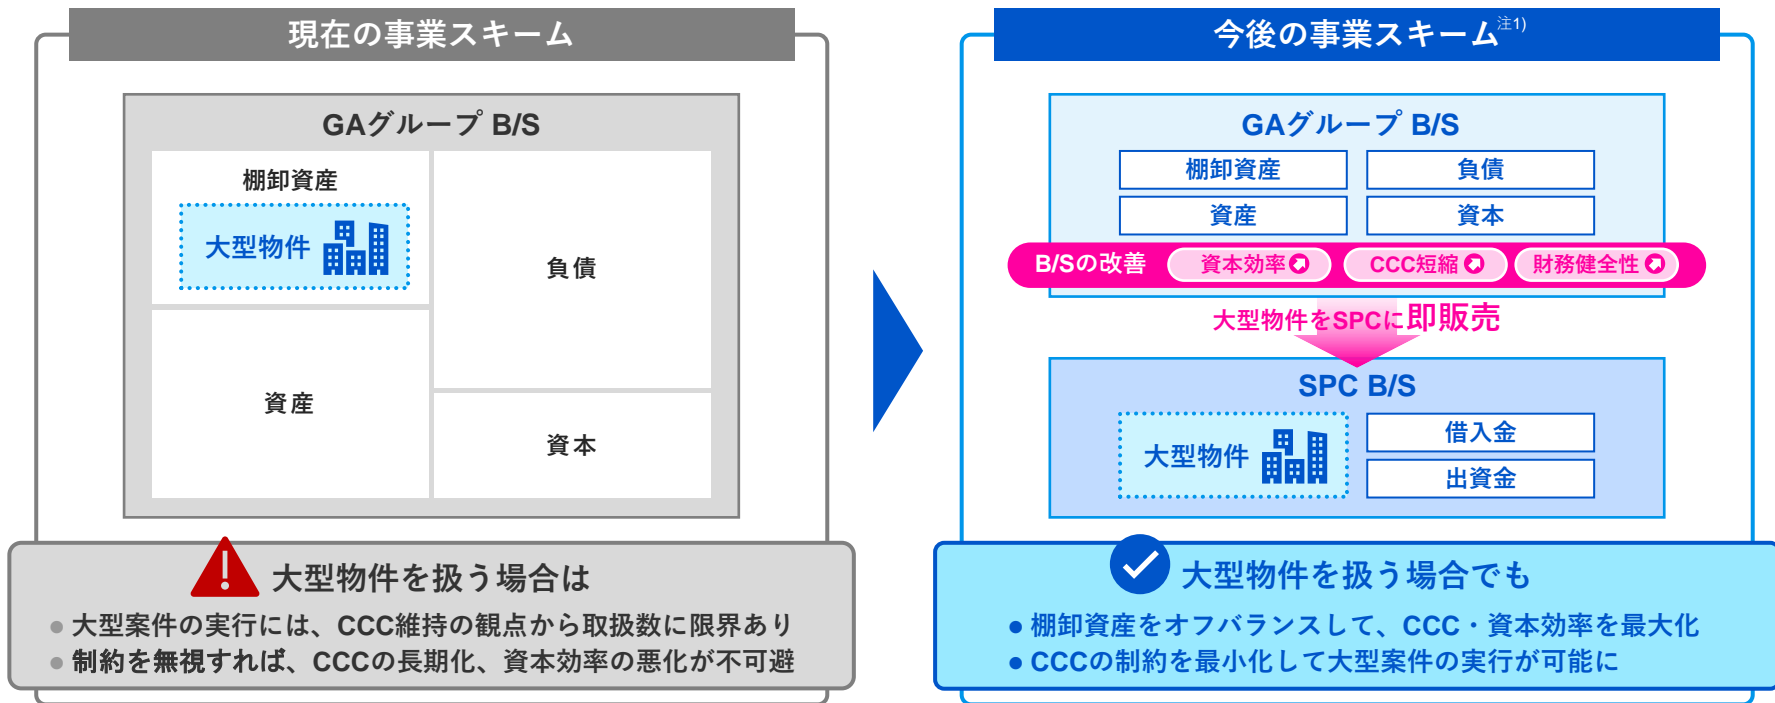 現在の事業スキーム
GAグループ B/S
棚卸資産
大型物件
負債
資産
資本
大型物件を扱う場合は
● 大型案件の実行には、CCC維持の観点から取扱数に限界あり
● 制約を無視すれば、CCCの長期化、資本効率の悪化が不可避
今後の事業スキーム注1)
GAグループ B/S
棚卸資産
負債
資産
資本
B/Sの改善 資本効率 CCC短縮 財務健全性
大型物件をSPCに即販売
SPC B/S
大型物件
借入金
出資金
大型物件を扱う場合でも
● 棚卸資産をオフバランスして、CCC・資本効率を最大化
● CCCの制約を最小化して大型案件の実行が可能に